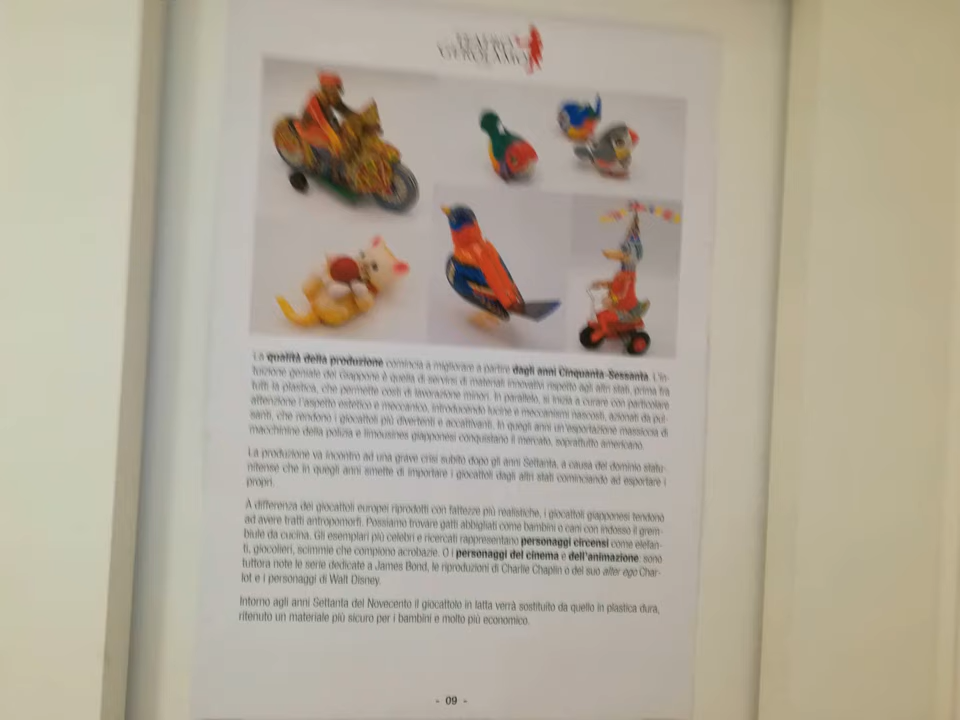 TEATRO
GEROLAMO
La qualità della produzione comincia a migliorare a partire dagli anni Cinquanta-Sessanta. L'in-
tuizione geniale del Giappone è quella di servirsi di materiali innovativi rispetto agli altri stati, prima fra
tutti la plastica, che permette costi di lavorazione minori. In parallelo, si inizia a curare con particolare
attenzione l'aspetto estetico e meccanico, introducendo lucine e meccanismi nascosti, azionati da pul-
santi, che rendono i giocattoli più divertenti e accattivanti. In quegli anni un'esportazione massiccia di
macchinine della polizia e limousines giapponesi conquistano il mercato, soprattutto americano.
La produzione va incontro ad una grave crisi subito dopo gli anni Settanta, a causa del dominio statu-
nitense che in quegli anni smette di importare i giocattoli dagli altri stati cominciando ad esportare i
propri.
A differenza dei giocattoli europei riprodotti con fattezze più realistiche, i giocattoli giapponesi tendono
ad avere tratti antropomorfi. Possiamo trovare gatti abbigliati come bambini o cani con indosso il grem-
biule da cucina. Gli esemplari più celebri e ricercati rappresentano personaggi circensi come elefan-
ti, giocolieri, scimmie che compiono acrobazie. O i personaggi del cinema e dell'animazione: sono
tuttora note le serie dedicate a James Bond, le riproduzioni di Charlie Chaplin o del suo alter ego Char-
lot e i personaggi di Walt Disney.
Intorno agli anni Settanta del Novecento il giocattolo in latta verrà sostituito da quello in plastica dura,
ritenuto un materiale più sicuro per i bambini e molto più economico.
- 09 -